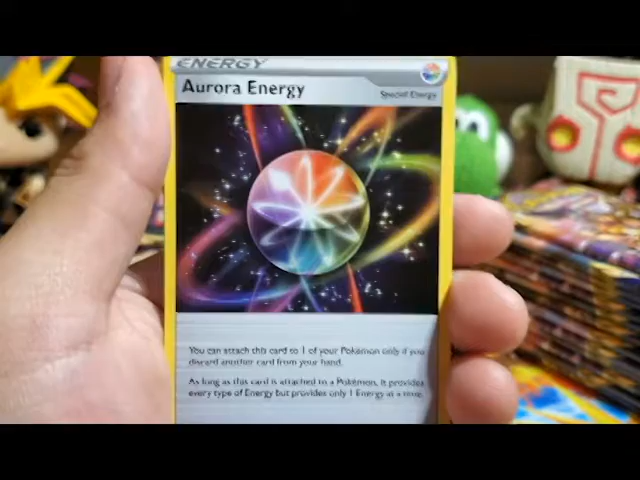 ENERGY
Aurora Energy
Special Energy
You can attach this card to 1 of your Pokémon only if you
discard another card from your hand.
As long as this card is attached to a Pokémon, it provides
every type of Energy but provides only 1 Energy at a time.